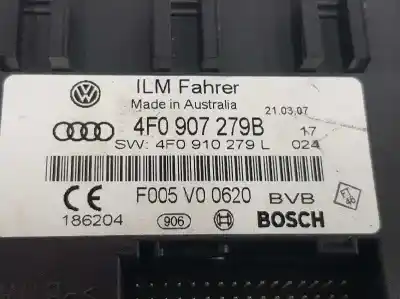 ILM Fahrer
Made in Australia
21.03.07
4F0 907 279B
17
SW: 4F0 910 279 L
024
F005 V0 0620
BVB
186204
906
BOSCH